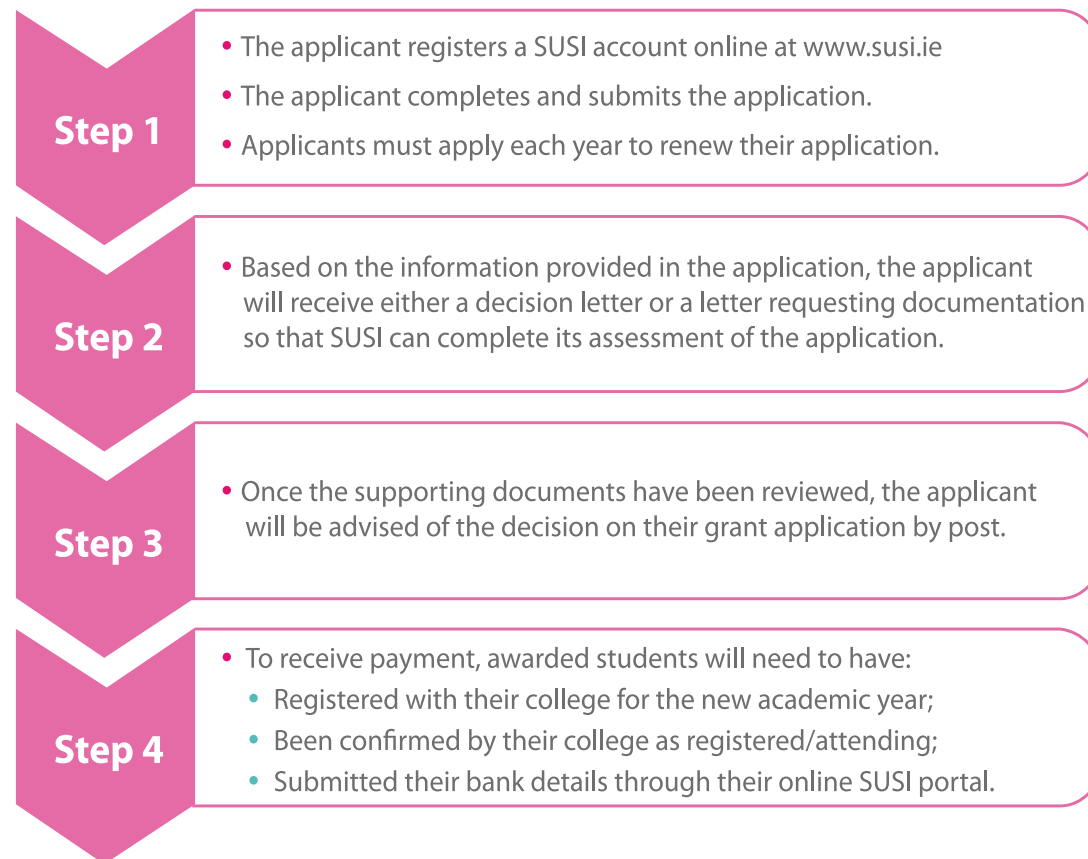 Step 1
• The applicant registers a SUSI account online at www.susi.ie
• The applicant completes and submits the application.
• Applicants must apply each year to renew their application.
Step 2
• Based on the information provided in the application, the applicant
will receive either a decision letter or a letter requesting documentation
so that SUSI can complete its assessment of the application.
Step 3
• Once the supporting documents have been reviewed, the applicant
will be advised of the decision on their grant application by post.
Step 4
• To receive payment, awarded students will need to have:
• Registered with their college for the new academic year;
• Been confirmed by their college as registered/attending;
• Submitted their bank details through their online SUSI portal.